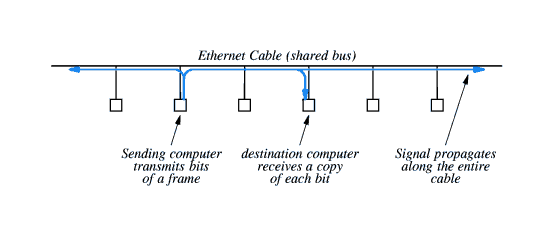 Ethernet Cable (shared bus)
Sending computer
transmits bits
of a frame
destination computer
receives a copy
of each bit
Signal propagates
along the entire
cable